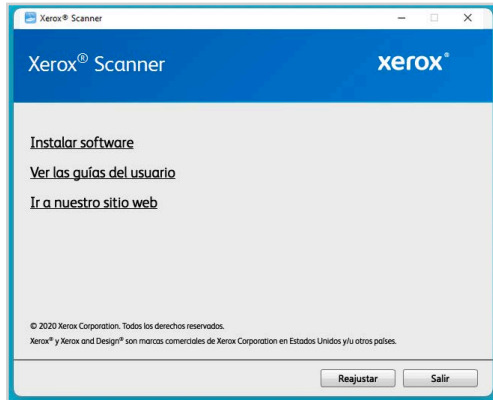 Xerox® Scanner
Xerox® Scanner
xerox®
Instalar software
Ver las guías del usuario
Ir a nuestro sitio web
© 2020 Xerox Corporation. Todos los derechos reservados.
Xerox® y Xerox and Design® son marcas comerciales de Xerox Corporation en Estados Unidos y/u otros países.
Reajustar
Salir